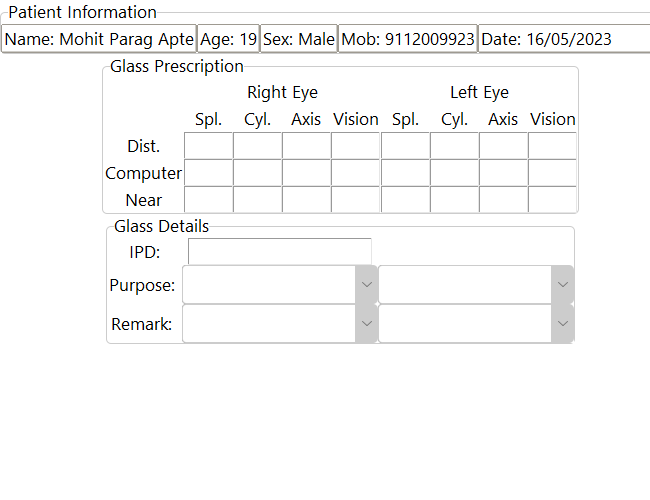 Patient Information
Name: Mohit Parag Apte Age: 19 Sex: Male Mob: 9112009923 Date: 16/05/2023
Glass Prescription
Right Eye Left Eye
Spl. Cyl. Axis Vision Spl. Cyl. Axis Vision
Dist.
Computer
Near
Glass Details
IPD:
Purpose:
Remark: